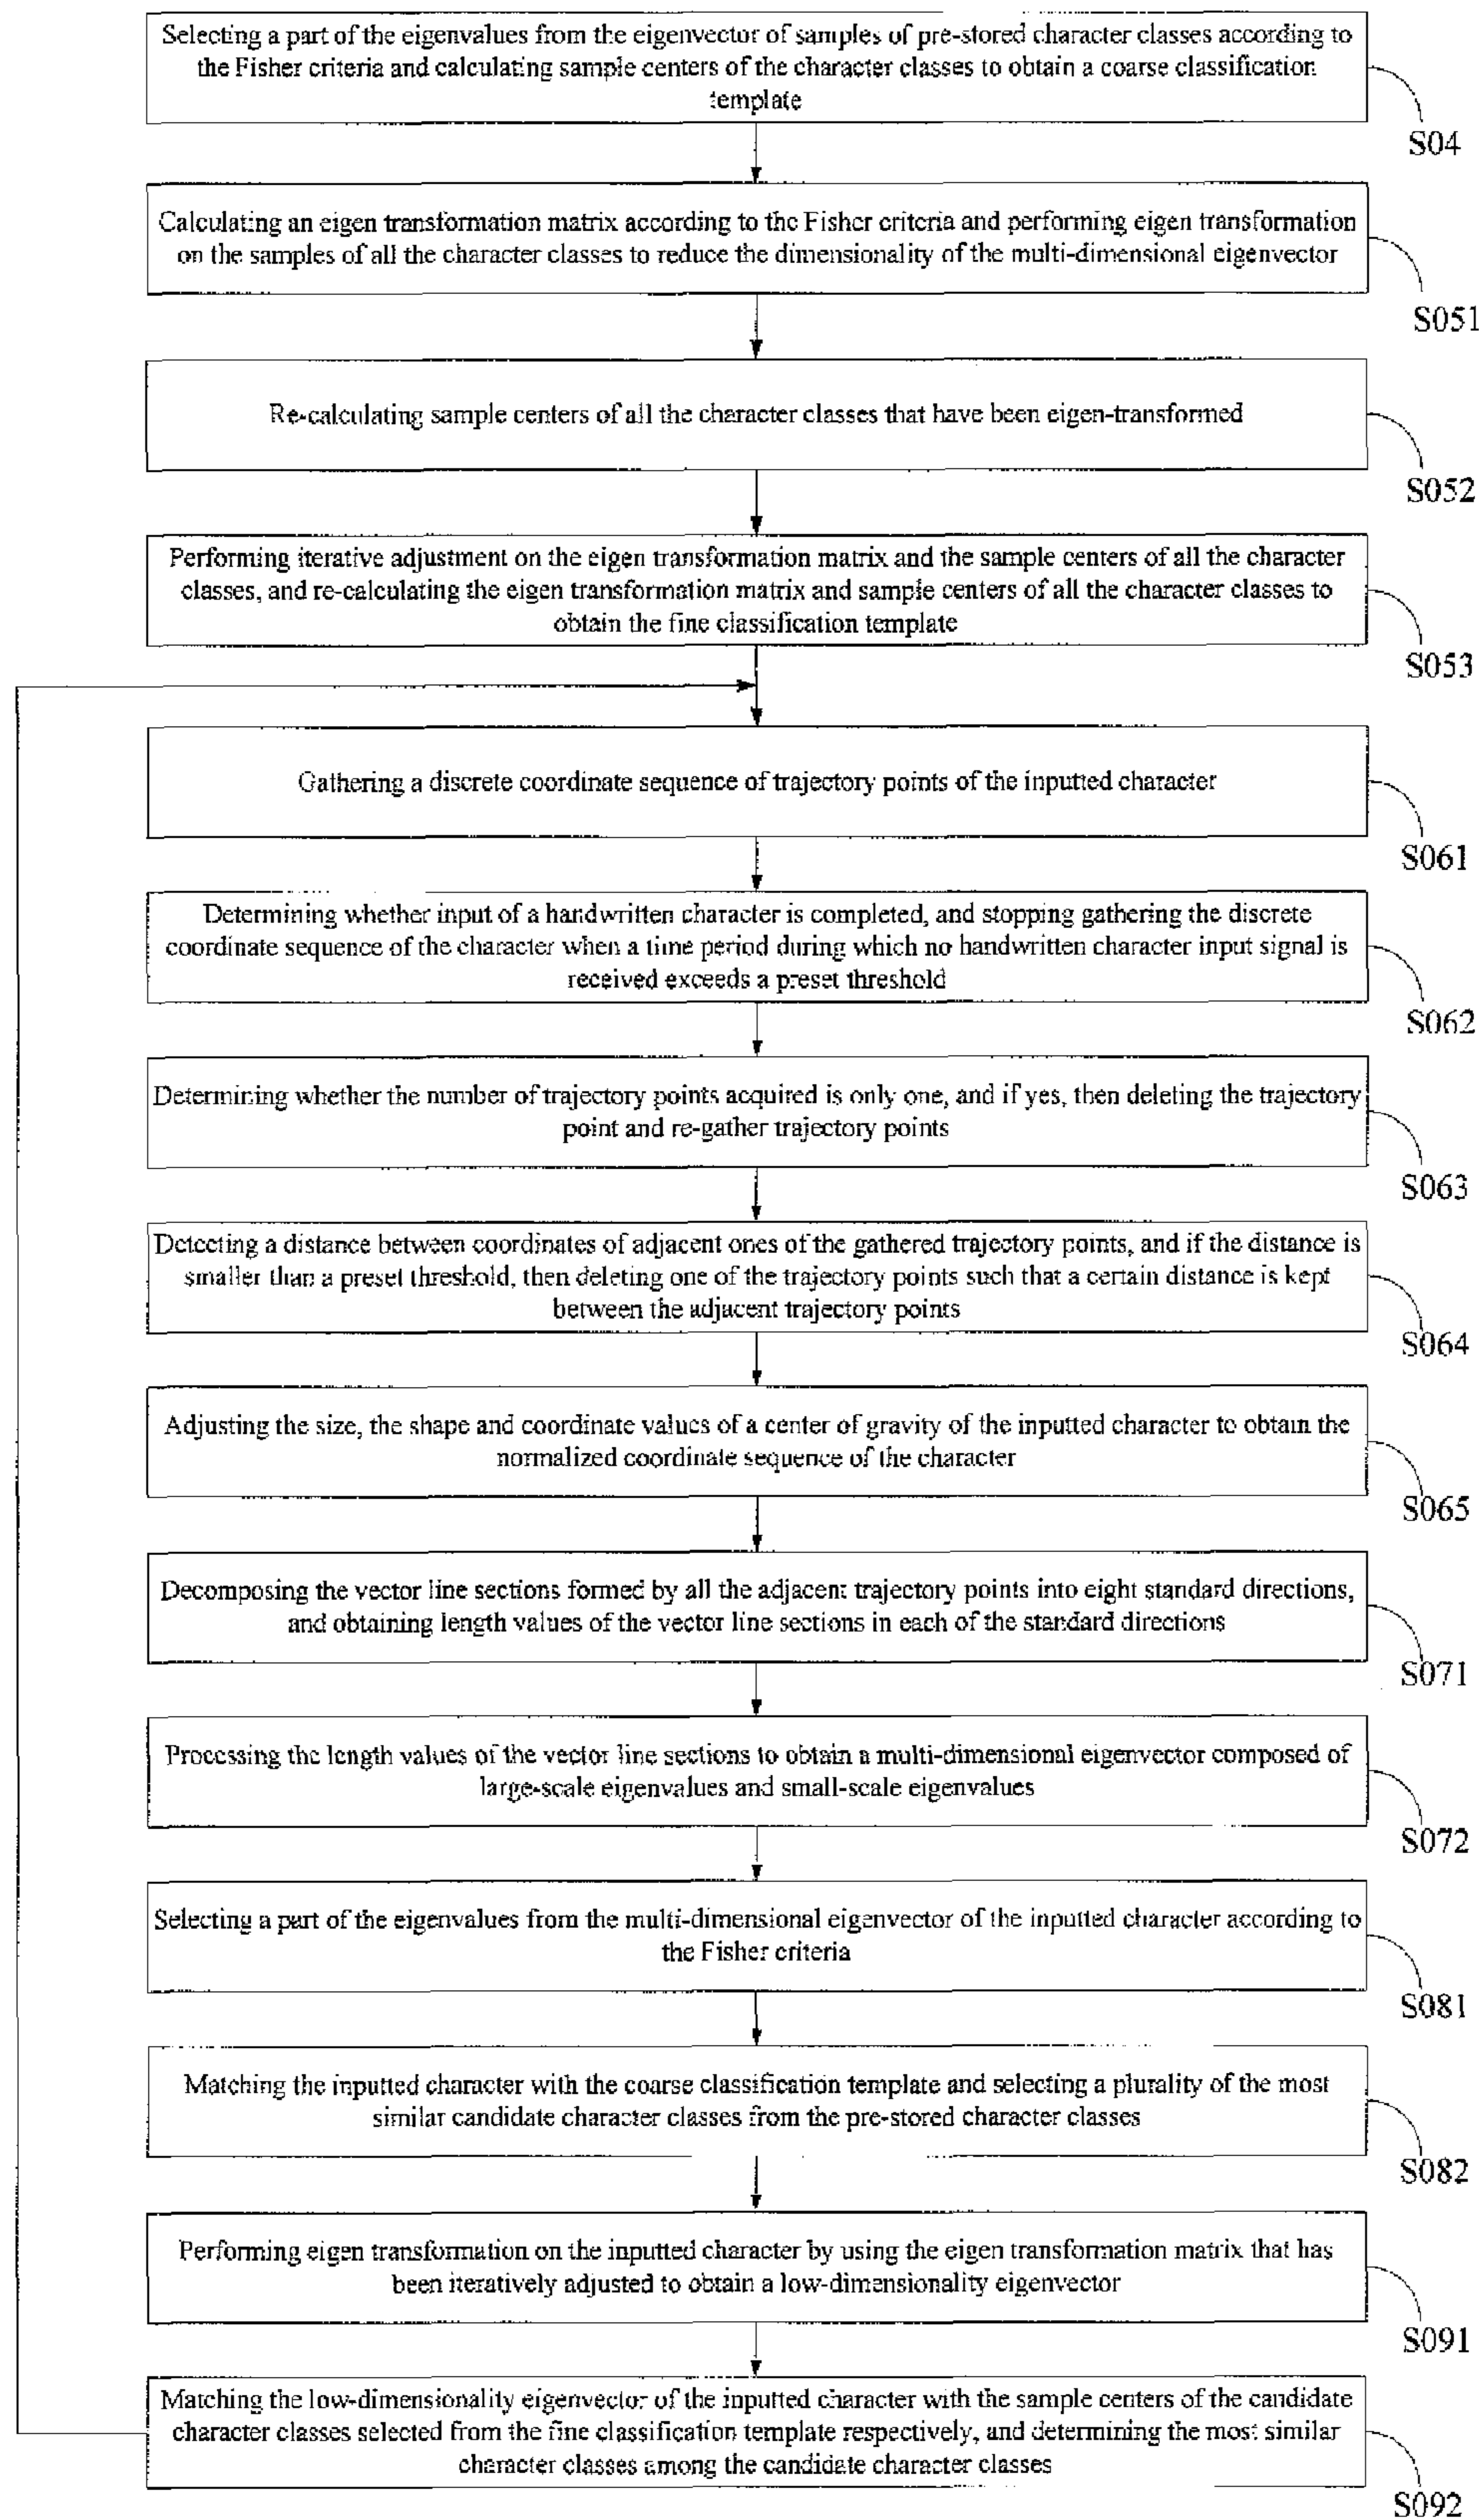 Selecting a part of the eigenvalues from the eigenvector of samples of pre-stored character classes according to
the Fisher criteria and calculating sample centers of the character classes to obtain a coarse classification
template
S04
Calculating an eigen transformation matrix according to the Fisher criteria and performing eigen transformation
on the samples of all the character classes to reduce the dimensionality of the multi-dimensional eigenvector
S051
Re-calculating sample centers of all the character classes that have been eigen-transformed
S052
Performing iterative adjustment on the eigen transformation matrix and the sample centers of all the character
classes, and re-calculating the eigen transformation matrix and sample centers of all the character classes to
obtain the fine classification template
S053
Gathering a discrete coordinate sequence of trajectory points of the inputted character
S061
Determining whether input of a handwritten character is completed, and stopping gathering the discrete
coordinate sequence of the character when a time period during which no handwritten character input signal is
received exceeds a preset threshold
S062
Determining whether the number of trajectory points acquired is only one, and if yes, then deleting the trajectory
point and re-gather trajectory points
S063
Detecting a distance between coordinates of adjacent ones of the gathered trajectory points, and if the distance is
smaller than a preset threshold, then deleting one of the trajectory points such that a certain distance is kept
between the adjacent trajectory points
S064
Adjusting the size, the shape and coordinate values of a center of gravity of the inputted character to obtain the
normalized coordinate sequence of the character
S065
Decomposing the vector line sections formed by all the adjacent trajectory points into eight standard directions,
and obtaining length values of the vector line sections in each of the standard directions
S071
Processing the length values of the vector line sections to obtain a multi-dimensional eigenvector composed of
large-scale eigenvalues and small-scale eigenvalues
S072
Selecting a part of the eigenvalues from the multi-dimensional eigenvector of the inputted character according to
the Fisher criteria
S081
Matching the inputted character with the coarse classification template and selecting a plurality of the most
similar candidate character classes from the pre-stored character classes
S082
Performing eigen transformation on the inputted character by using the eigen transformation matrix that has
been iteratively adjusted to obtain a low-dimensionality eigenvector
S091
Matching the low-dimensionality eigenvector of the inputted character with the sample centers of the candidate
character classes selected from the fine classification template respectively, and determining the most similar
character classes among the candidate character classes
S092